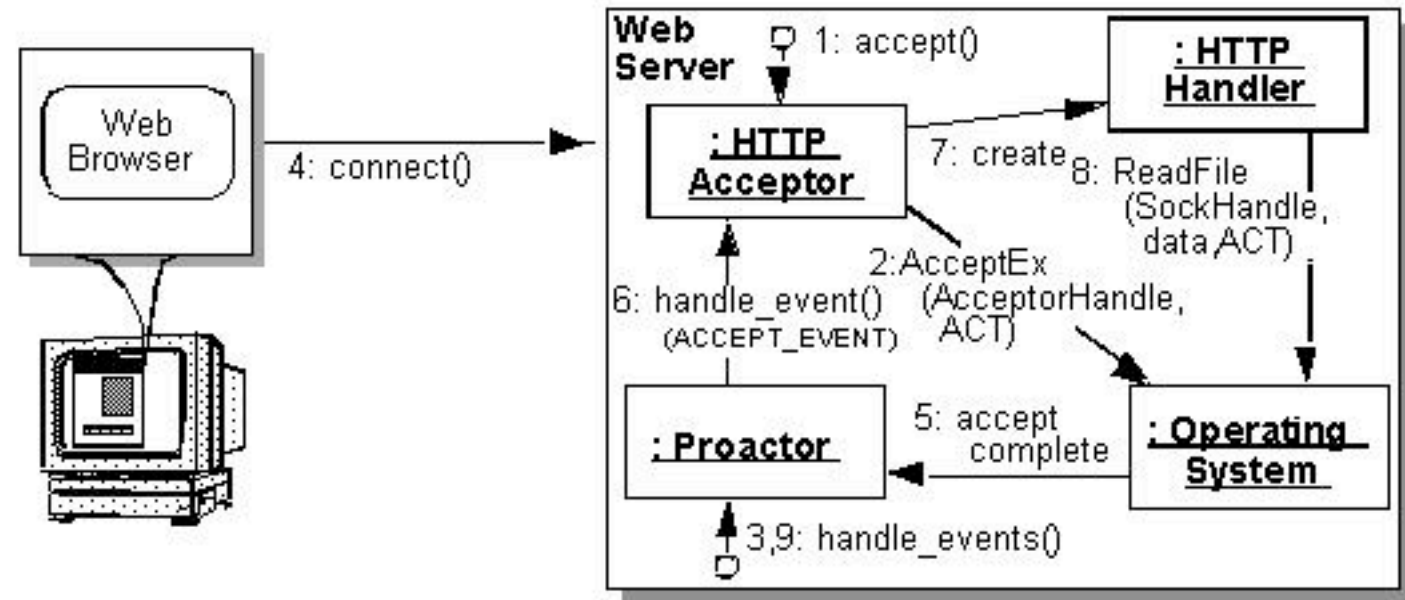 Web
Server
1: accept()
: HTTP
Handler
Web
Browser
4: connect()
: HTTP
Acceptor
7: create
8: ReadFile
(SockHandle,
data,ACT)
2:AcceptEx
(AcceptorHandle,
ACT)
6: handle_event()
(ACCEPT_EVENT)
: Proactor
5: accept
complete
: Operating
System
3,9: handle_events()